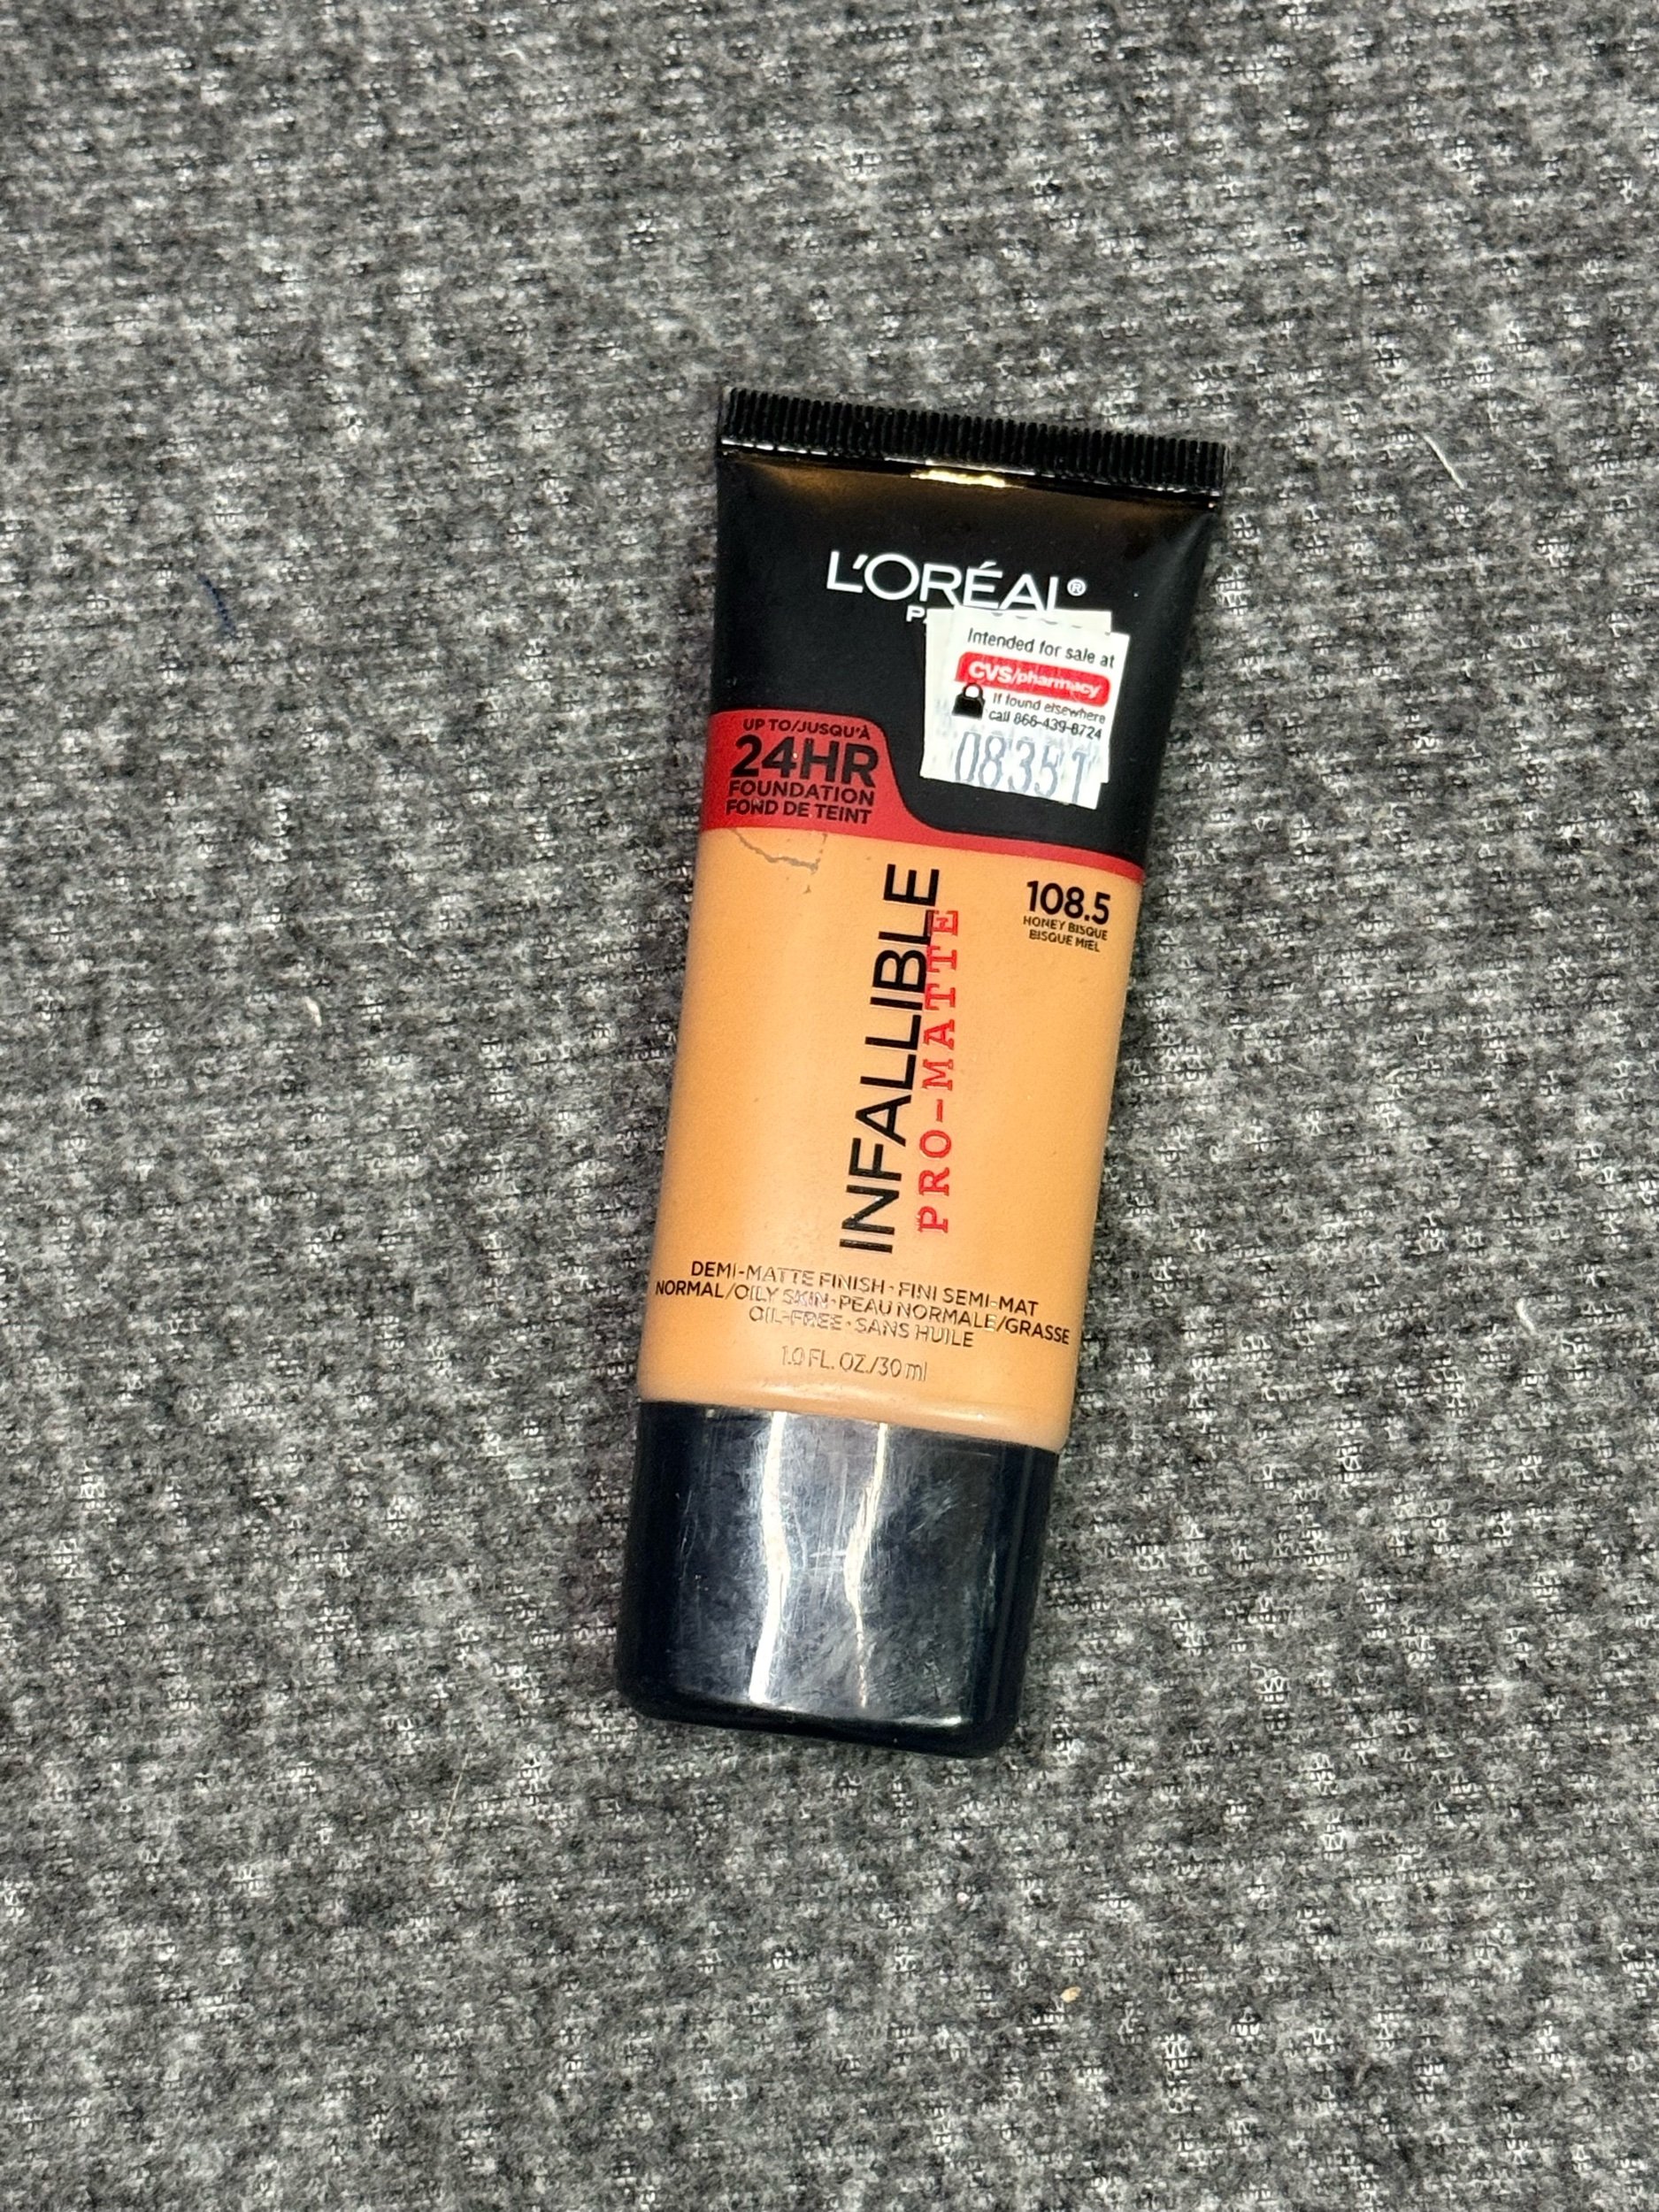 L'ORÉAL®
Intended for sale at
CVS/pharmacy
If found elsewhere
call 866-439-8724
08351
UP TO/JUSQU'À
24HR
FOUNDATION
FOND DE TEINT
108.5
HONEY BISQUE
BISQUE MIEL
INFALLIBLE
PRO-MATTE
DEMI-MATTE FINISH · FINI SEMI-MAT
NORMAL/OILY SKIN · PEAU NORMALE/GRASSE
OIL-FREE · SANS HUILE
1.0 FL. OZ./30 ml